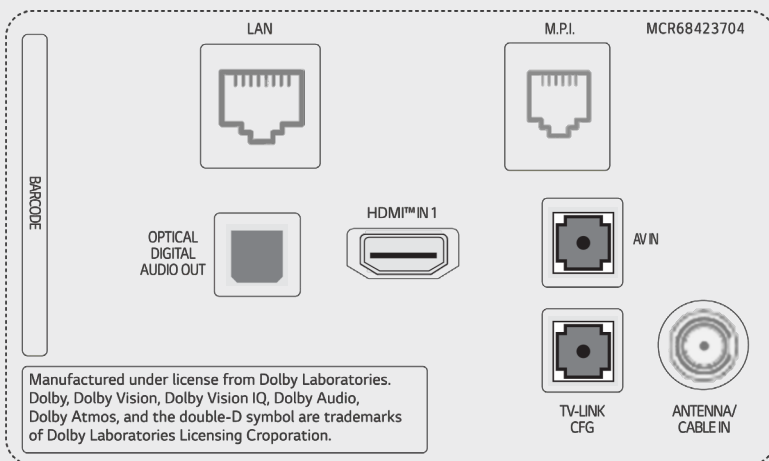 LAN
M.P.I.
MCR68423704
BARCODE
OPTICAL
DIGITAL
AUDIO OUT
HDMI™ IN 1
AV IN
TV-LINK
CFG
ANTENNA/
CABLE IN
Manufactured under license from Dolby Laboratories.
Dolby, Dolby Vision, Dolby Vision IQ, Dolby Audio,
Dolby Atmos, and the double-D symbol are trademarks
of Dolby Laboratories Licensing Croporation.